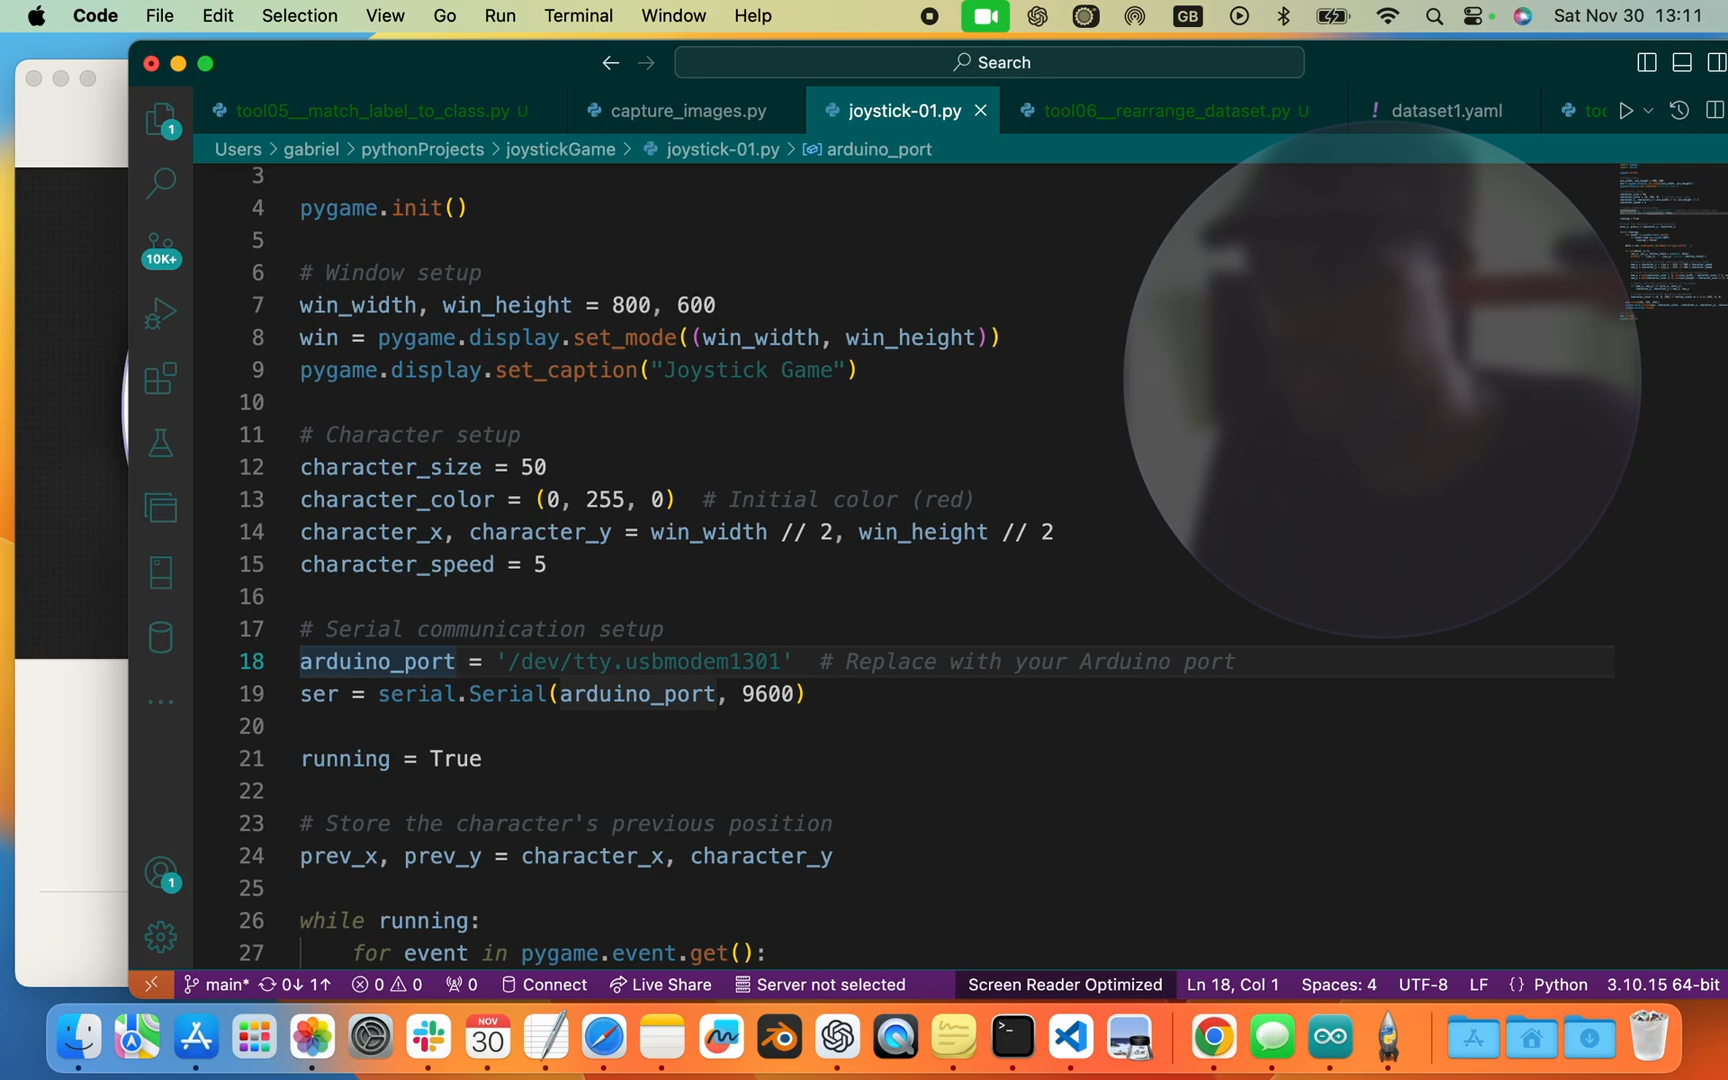 Code File Edit Selection View Go Run Terminal Window Help GB Sat Nov 30 13:11
Search
tool05__match_label_to_class.py U capture_images.py joystick-01.py tool06__rearrange_dataset.py U ! dataset1.yaml toc
Users > gabriel > pythonProjects > joystickGame > joystick-01.py > arduino_port
1
10K+
1
3
4 pygame.init()
5
6 # Window setup
7 win_width, win_height = 800, 600
8 win = pygame.display.set_mode((win_width, win_height))
9 pygame.display.set_caption("Joystick Game")
10
11 # Character setup
12 character_size = 50
13 character_color = (0, 255, 0)  # Initial color (red)
14 character_x, character_y = win_width // 2, win_height // 2
15 character_speed = 5
16
17 # Serial communication setup
18 arduino_port = '/dev/tty.usbmodem1301'  # Replace with your Arduino port
19 ser = serial.Serial(arduino_port, 9600)
20
21 running = True
22
23 # Store the character's previous position
24 prev_x, prev_y = character_x, character_y
25
26 while running:
27     for event in pygame.event.get():
main* 0↓ 1↑ 0 0 0 Connect Live Share Server not selected Screen Reader Optimized Ln 18, Col 1 Spaces: 4 UTF-8 LF {} Python 3.10.15 64-bit
NOV
30